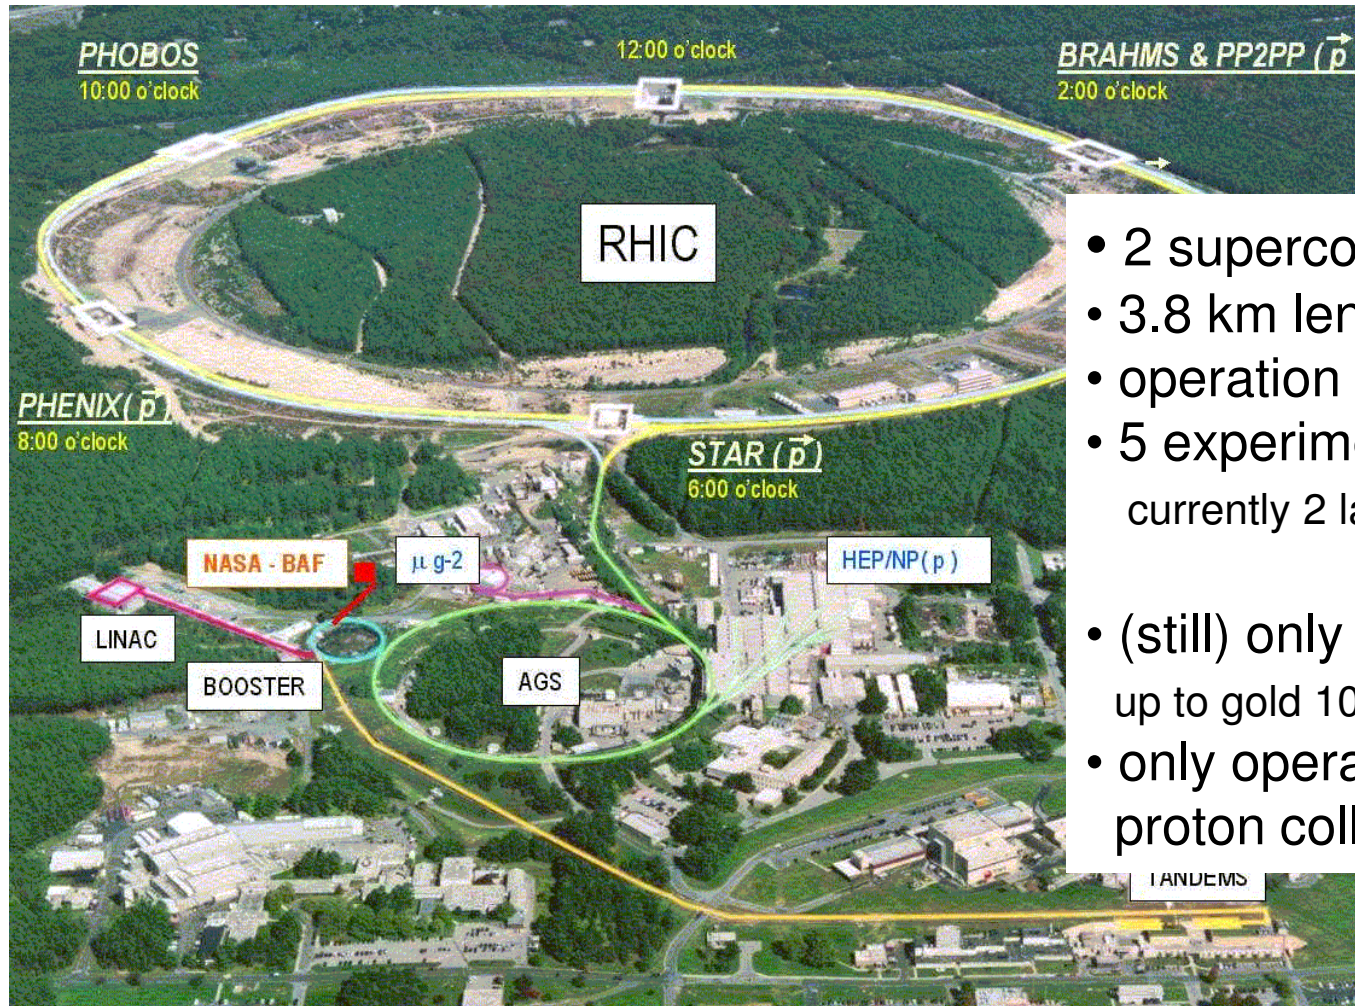 PHOBOS
10:00 o'clock
12:00 o'clock
BRAHMS & PP2PP ( p
2:00 o'clock
RHIC
• 2 superco
• 3.8 km len
• operation
• 5 experime
currently 2 la
• (still) only
up to gold 10
• only opera
proton coll
PHENIX( p )
8:00 o'clock
STAR ( p )
6:00 o'clock
NASA - BAF
μ g-2
HEP/NP( p )
LINAC
BOOSTER
AGS
TANDEMS